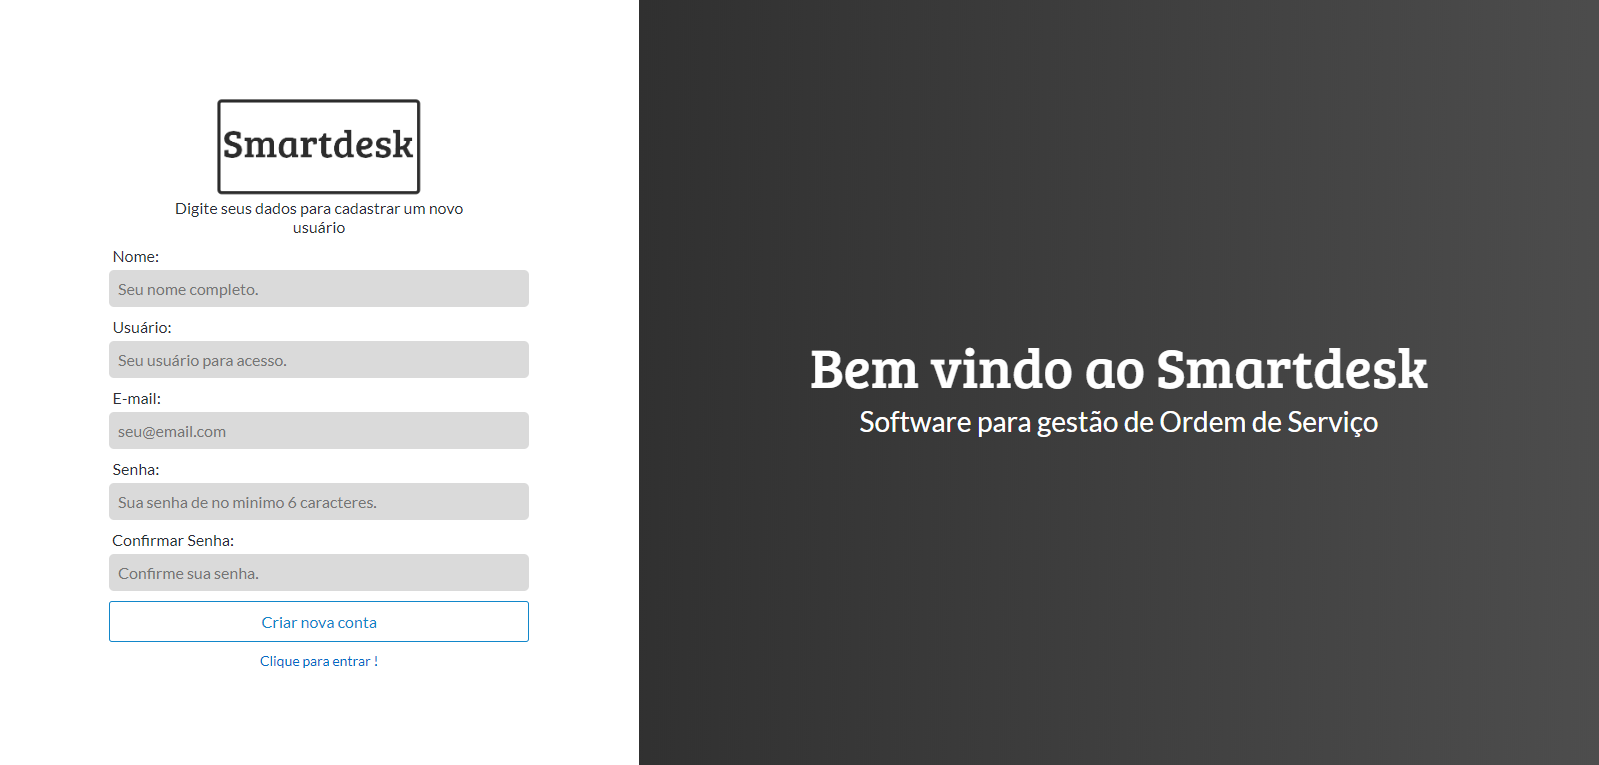 Smartdesk
Digite seus dados para cadastrar um novo
usuário
Nome:
Seu nome completo.
Usuário:
Seu usuário para acesso.
E-mail:
seu@email.com
Senha:
Sua senha de no minimo 6 caracteres.
Confirmar Senha:
Confirme sua senha.
Criar nova conta
Clique para entrar !
Bem vindo ao Smartdesk
Software para gestão de Ordem de Serviço